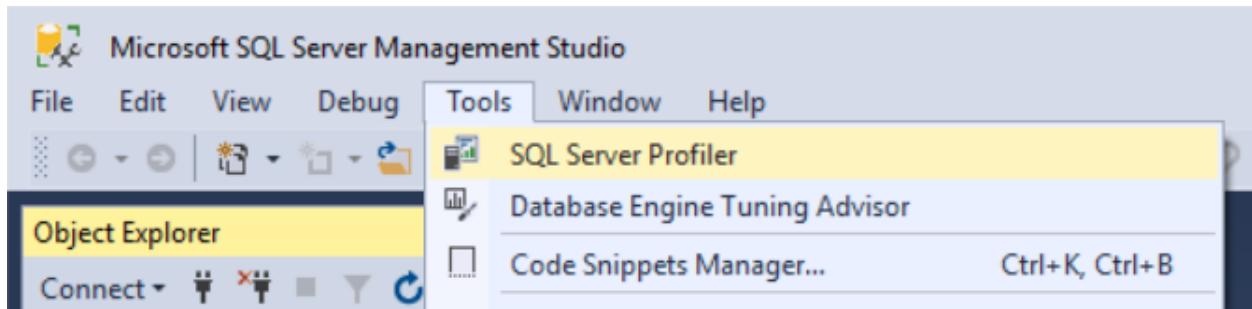 Microsoft SQL Server Management Studio
File Edit View Debug Tools Window Help
SQL Server Profiler
Database Engine Tuning Advisor
Object Explorer
Code Snippets Manager... Ctrl+K, Ctrl+B
Connect